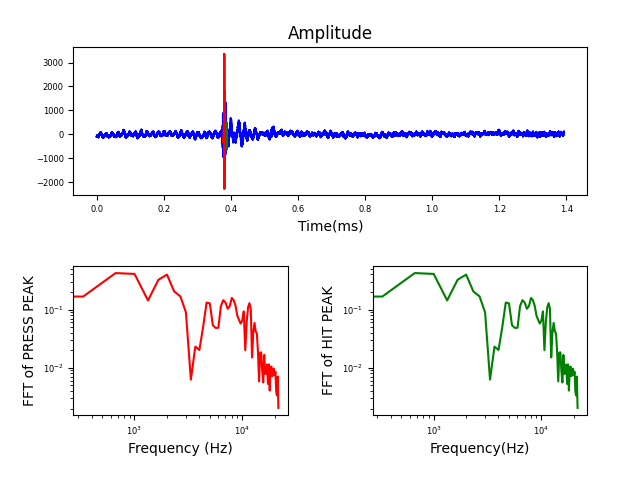 Amplitude
3000
2000
1000
0
−1000
−2000
0.0 0.2 0.4 0.6 0.8 1.0 1.2 1.4
Time(ms)
FFT of PRESS PEAK
10⁻¹
10⁻²
10³ 10⁴
Frequency (Hz)
FFT of HIT PEAK
10⁻¹
10⁻²
10³ 10⁴
Frequency(Hz)